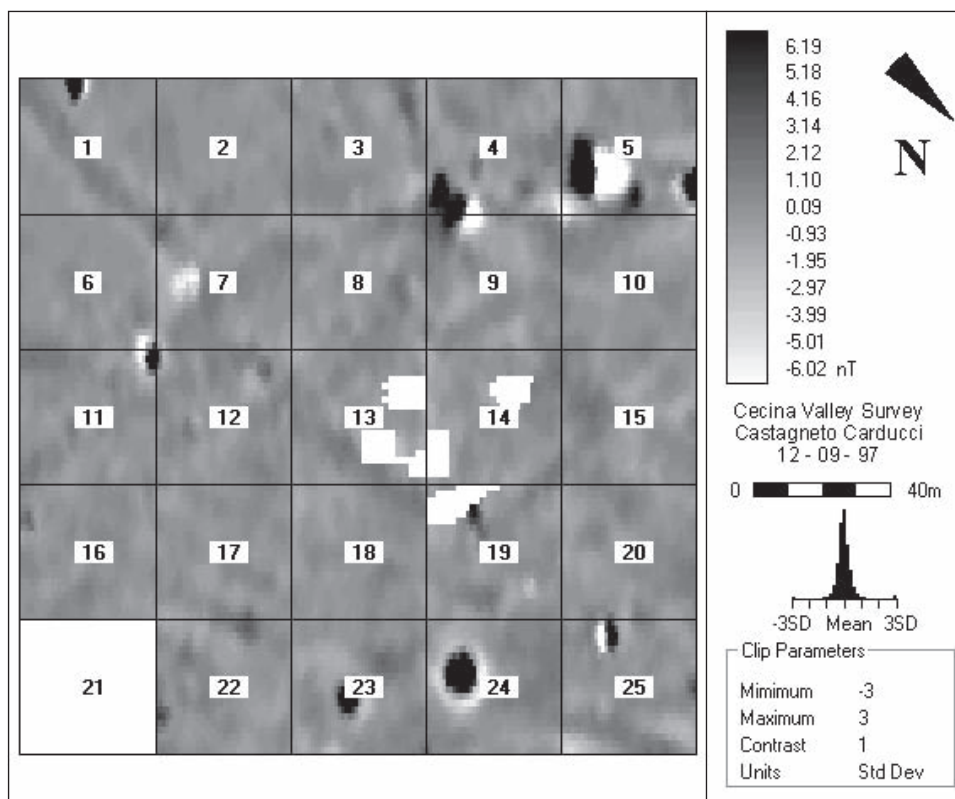 1 2 3 4 5
6 7 8 9 10
11 12 13 14 15
16 17 18 19 20
21 22 23 24 25
6.19
5.18
4.16
3.14
2.12
1.10
0.09
-0.93
-1.95
-2.97
-3.99
-5.01
-6.02 nT
N
Cecina Valley Survey
Castagneto Carducci
12 - 09 - 97
0 40m
-3SD Mean 3SD
Clip Parameters
Minimum -3
Maximum 3
Contrast 1
Units Std Dev